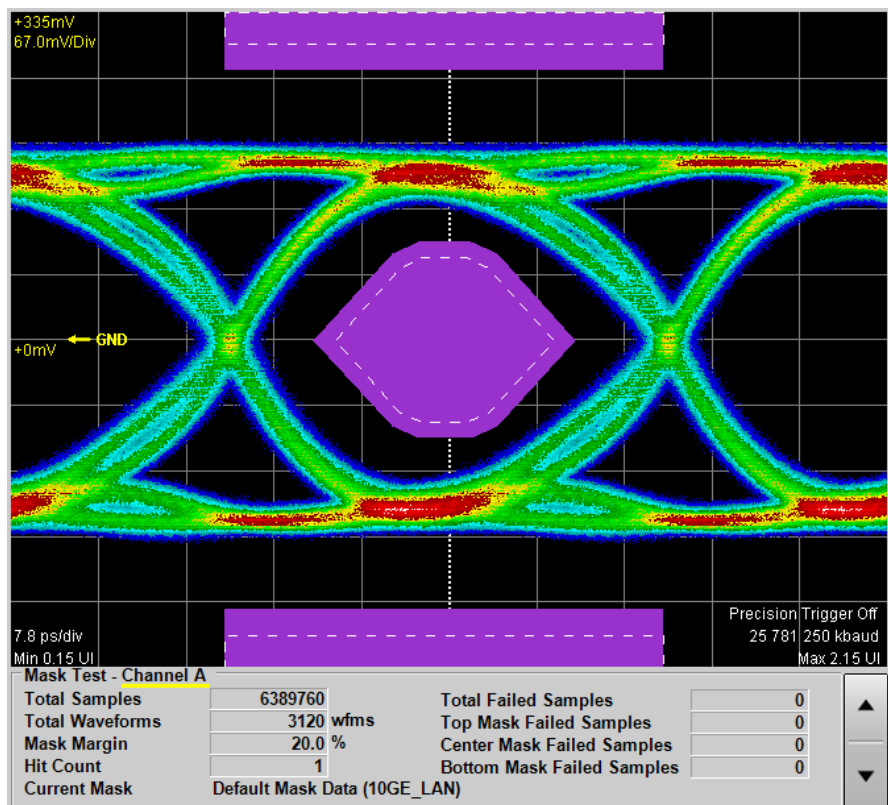 +335mV
67.0mV/Div
GND
+0mV
Precision Trigger Off
7.8 ps/div
25 781 250 kbaud
Min 0.15 UI
Max 2.15 UI
Mask Test - Channel A
Total Samples 6389760
Total Failed Samples 0
Total Waveforms 3120 wfms
Top Mask Failed Samples 0
Mask Margin 20.0 %
Center Mask Failed Samples 0
Hit Count 1
Bottom Mask Failed Samples 0
Current Mask Default Mask Data (10GE_LAN)